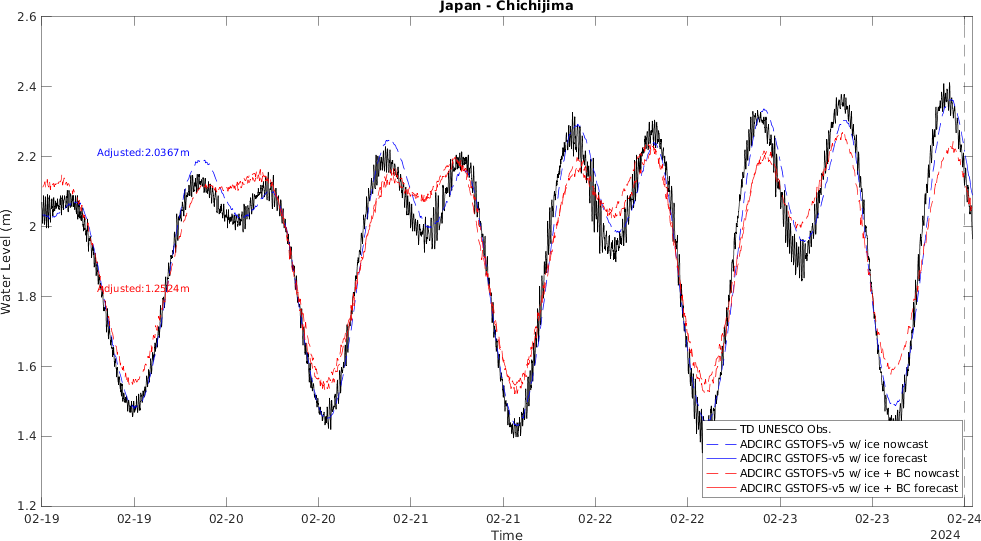 Japan - Chichijima
2.6
2.4
2.2
2
1.8
1.6
1.4
1.2
Water Level (m)
Adjusted:2.0367m
Adjusted:1.2524m
TD UNESCO Obs.
ADCIRC GSTOFS-v5 w/ ice nowcast
ADCIRC GSTOFS-v5 w/ ice forecast
ADCIRC GSTOFS-v5 w/ ice + BC nowcast
ADCIRC GSTOFS-v5 w/ ice + BC forecast
02-19 02-19 02-20 02-20 02-21 02-21 02-22 02-22 02-23 02-23 02-24
Time
2024